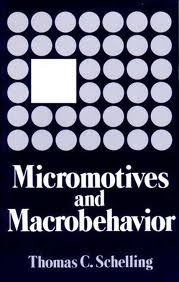 Micromotives
and
Macrobehavior
Thomas C. Schelling